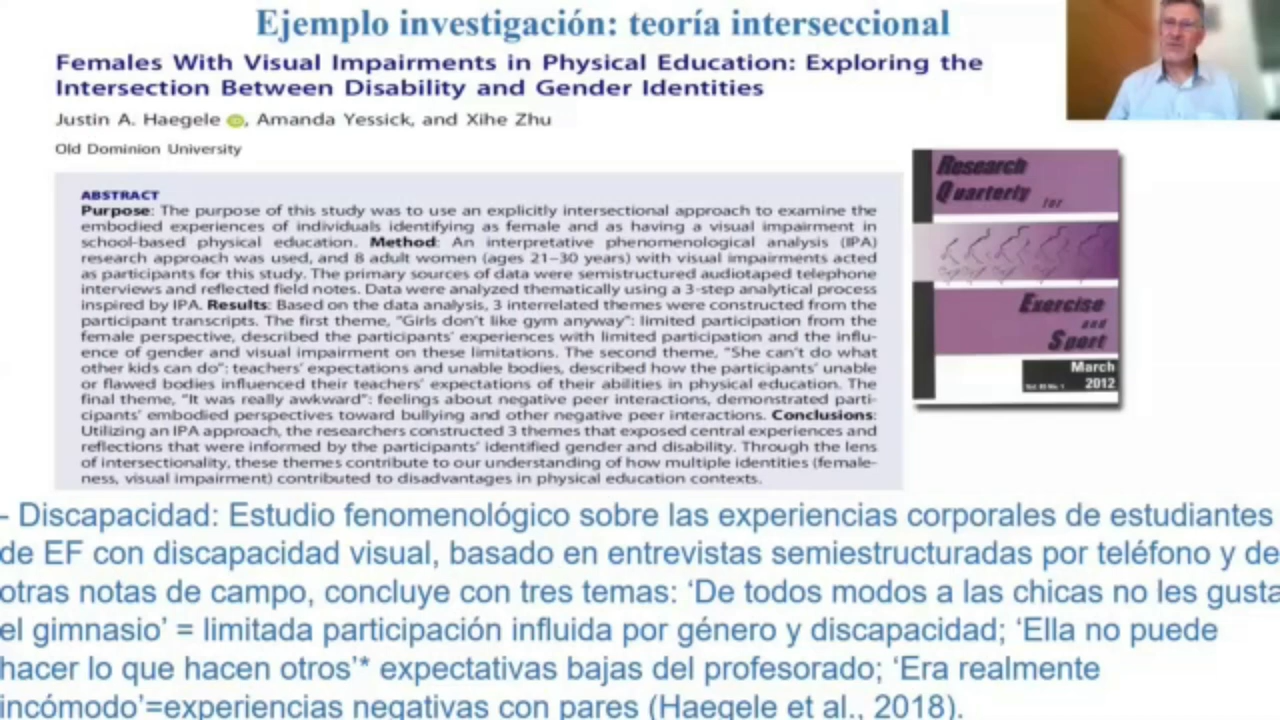 Ejemplo investigación: teoría interseccional
Females With Visual Impairments in Physical Education: Exploring the
Intersection Between Disability and Gender Identities
Justin A. Haegele, Amanda Yessick, and Xihe Zhu
Old Dominion University
ABSTRACT
Purpose: The purpose of this study was to use an explicitly intersectional approach to examine the
embodied experiences of individuals identifying as female and as having a visual impairment in
school-based physical education. Method: An interpretative phenomenological analysis (IPA)
research approach was used, and 8 adult women (ages 21–30 years) with visual impairments acted
as participants for this study. The primary sources of data were semistructured audiotaped telephone
interviews and reflected field notes. Data were analyzed thematically using a 3-step analytical process
inspired by IPA. Results: Based on the data analysis, 3 interrelated themes were constructed from the
participant transcripts. The first theme, “Girls don’t like gym anyway”: limited participation from the
female perspective, described the participants’ experiences with limited participation and the influ-
ence of gender and visual impairment on these limitations. The second theme, “She can’t do what
other kids can do”: teachers’ expectations and unable bodies, described how the participants’ unable
or flawed bodies influenced their teachers’ expectations of their abilities in physical education. The
final theme, “It was really awkward”: feelings about negative peer interactions, demonstrated parti-
cipants’ embodied perspectives toward bullying and other negative peer interactions. Conclusions:
Utilizing an IPA approach, the researchers constructed 3 themes that exposed central experiences and
reflections that were informed by the participants’ identified gender and disability. Through the lens
of intersectionality, these themes contribute to our understanding of how multiple identities (female-
ness, visual impairment) contributed to disadvantages in physical education contexts.
Research
Quarterly
for
Exercise
and
Sport
March
2012
- Discapacidad: Estudio fenomenológico sobre las experiencias corporales de estudiantes
de EF con discapacidad visual, basado en entrevistas semiestructuradas por teléfono y de
otras notas de campo, concluye con tres temas: ‘De todos modos a las chicas no les gusta
el gimnasio’ = limitada participación influida por género y discapacidad; ‘Ella no puede
hacer lo que hacen otros’* expectativas bajas del profesorado; ‘Era realmente
incómodo’=experiencias negativas con pares (Haegele et al., 2018).